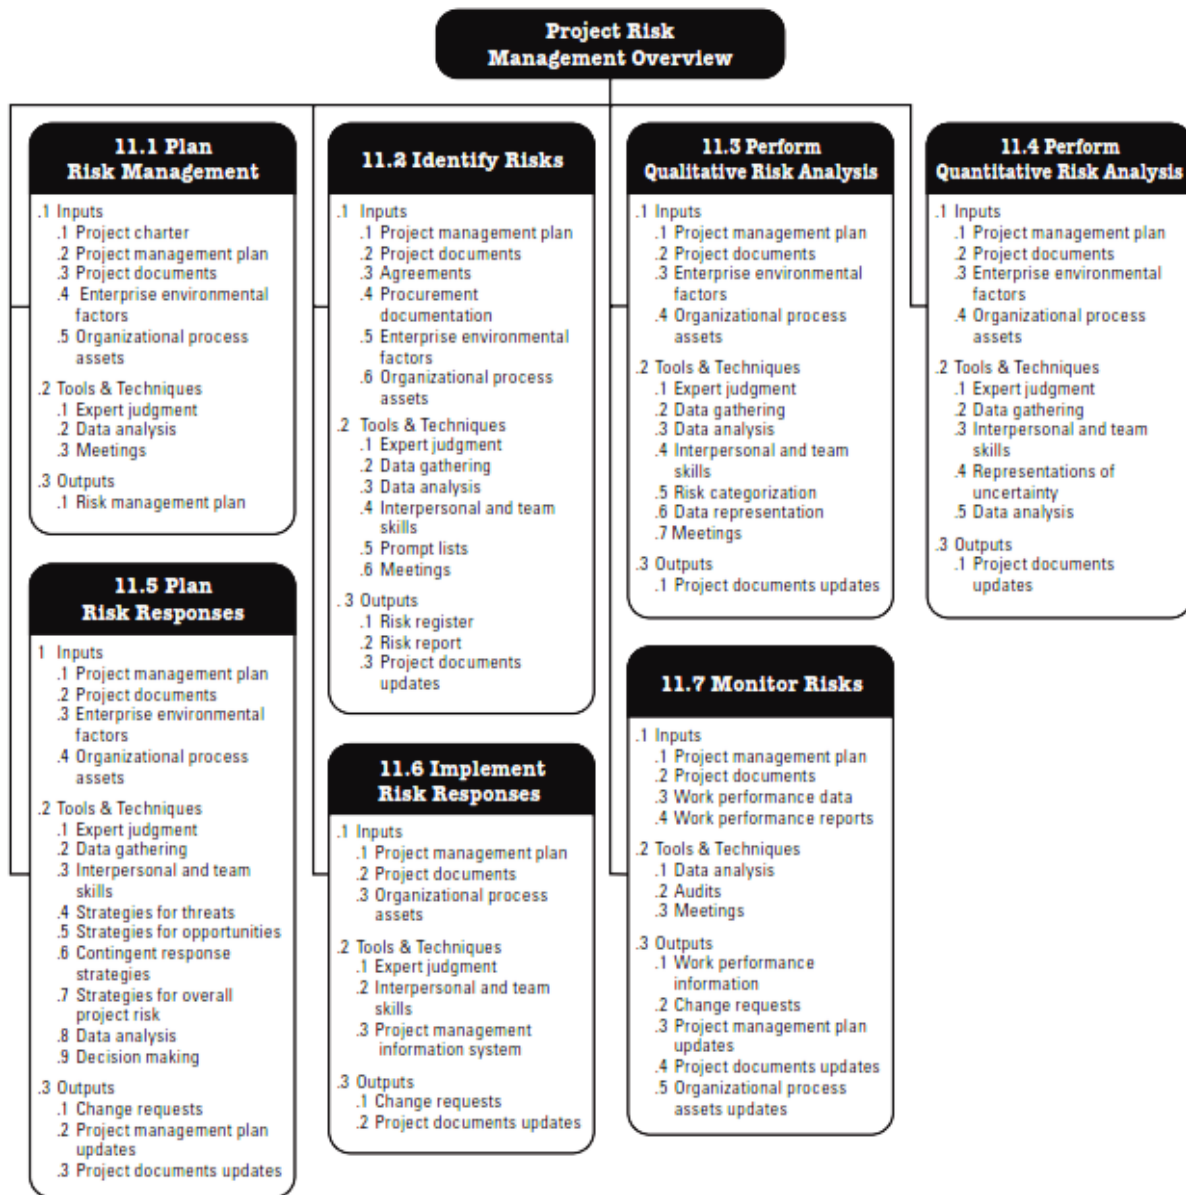 Project Risk
Management Overview
11.1 Plan
Risk Management
.1 Inputs
.1 Project charter
.2 Project management plan
.3 Project documents
.4 Enterprise environmental
factors
.5 Organizational process
assets
.2 Tools & Techniques
.1 Expert judgment
.2 Data analysis
.3 Meetings
.3 Outputs
.1 Risk management plan
11.2 Identify Risks
.1 Inputs
.1 Project management plan
.2 Project documents
.3 Agreements
.4 Procurement
documentation
.5 Enterprise environmental
factors
.6 Organizational process
assets
.2 Tools & Techniques
.1 Expert judgment
.2 Data gathering
.3 Data analysis
.4 Interpersonal and team
skills
.5 Prompt lists
.6 Meetings
. 3 Outputs
.1 Risk register
.2 Risk report
.3 Project documents
updates
11.3 Perform
Qualitative Risk Analysis
.1 Inputs
.1 Project management plan
.2 Project documents
.3 Enterprise environmental
factors
.4 Organizational process
assets
.2 Tools & Techniques
.1 Expert judgment
.2 Data gathering
.3 Data analysis
.4 Interpersonal and team
skills
.5 Risk categorization
.6 Data representation
.7 Meetings
.3 Outputs
.1 Project documents updates
11.4 Perform
Quantitative Risk Analysis
.1 Inputs
.1 Project management plan
.2 Project documents
.3 Enterprise environmental
factors
.4 Organizational process
assets
.2 Tools & Techniques
.1 Expert judgment
.2 Data gathering
.3 Interpersonal and team
skills
.4 Representations of
uncertainty
.5 Data analysis
.3 Outputs
.1 Project documents
updates
11.5 Plan
Risk Responses
1 Inputs
.1 Project management plan
.2 Project documents
.3 Enterprise environmental
factors
.4 Organizational process
assets
.2 Tools & Techniques
.1 Expert judgment
.2 Data gathering
.3 Interpersonal and team
skills
.4 Strategies for threats
.5 Strategies for opportunities
.6 Contingent response
strategies
.7 Strategies for overall
project risk
.8 Data analysis
.9 Decision making
.3 Outputs
.1 Change requests
.2 Project management plan
updates
.3 Project documents updates
11.6 Implement
Risk Responses
.1 Inputs
.1 Project management plan
.2 Project documents
.3 Organizational process
assets
.2 Tools & Techniques
.1 Expert judgment
.2 Interpersonal and team
skills
.3 Project management
information system
.3 Outputs
.1 Change requests
.2 Project documents updates
11.7 Monitor Risks
.1 Inputs
.1 Project management plan
.2 Project documents
.3 Work performance data
.4 Work performance reports
.2 Tools & Techniques
.1 Data analysis
.2 Audits
.3 Meetings
.3 Outputs
.1 Work performance
information
.2 Change requests
.3 Project management plan
updates
.4 Project documents updates
.5 Organizational process
assets updates